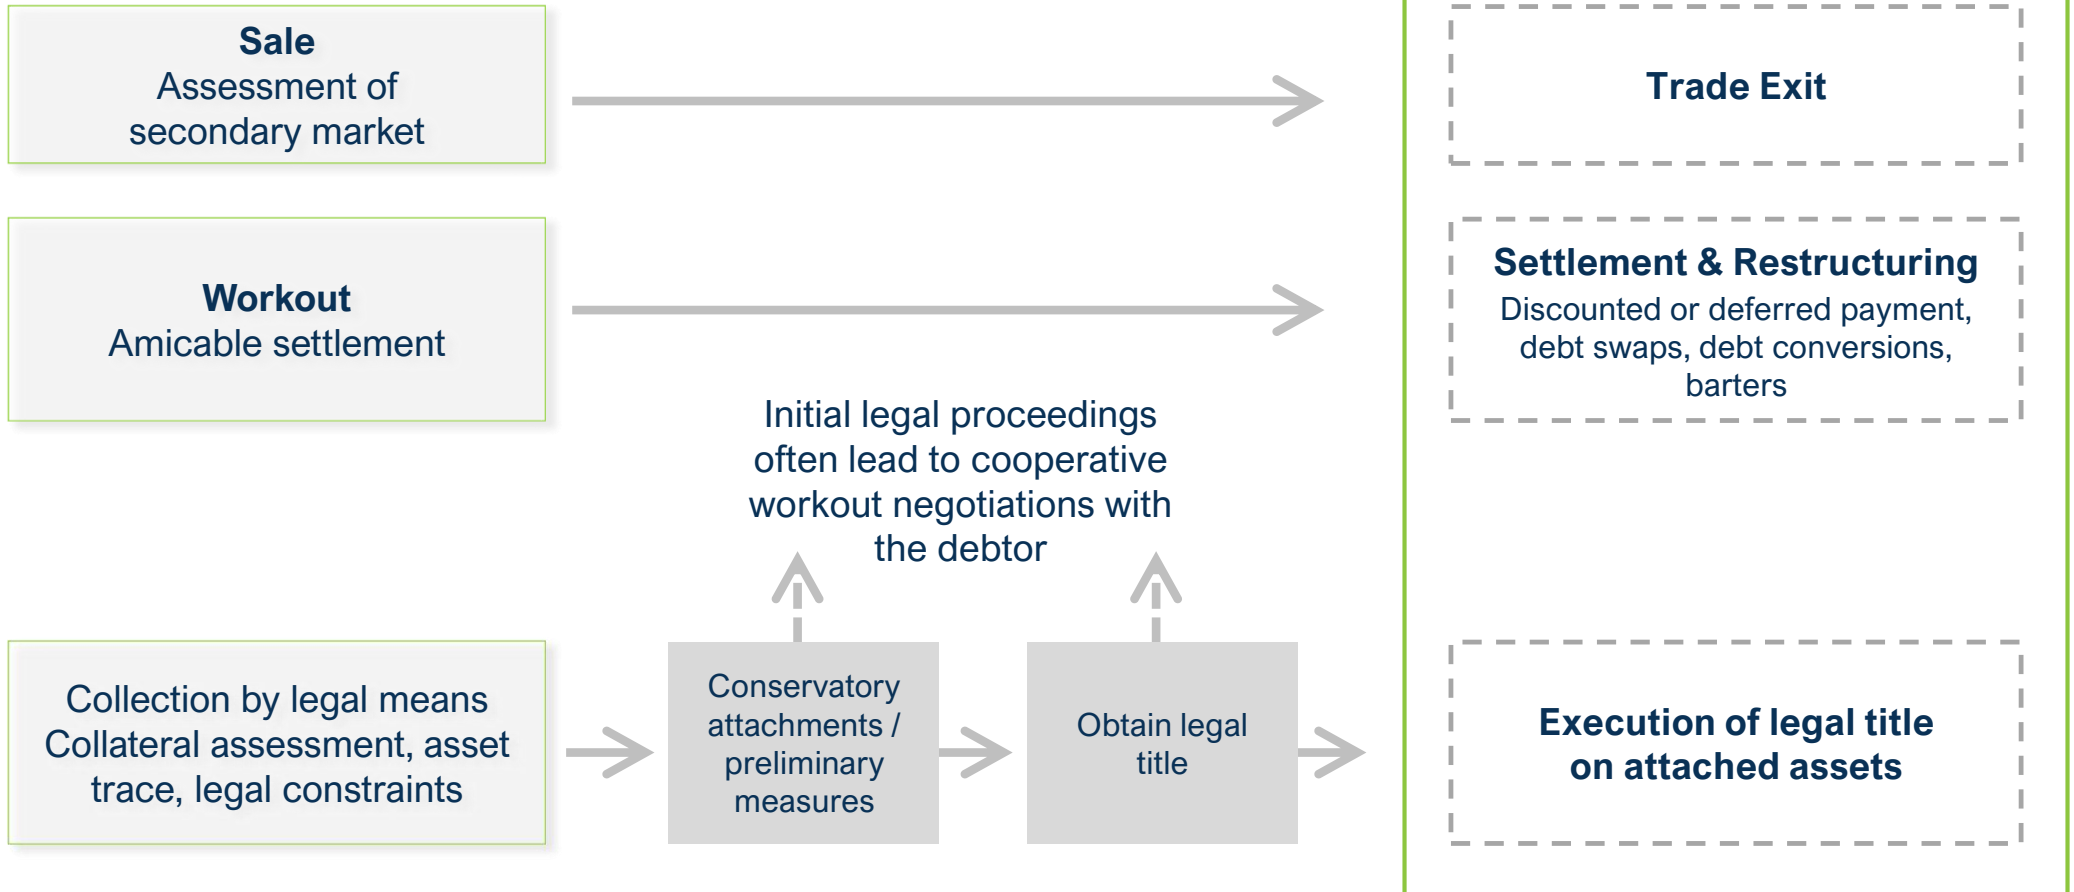 Sale
Assessment of
secondary market
Trade Exit
Workout
Amicable settlement
Settlement & Restructuring
Discounted or deferred payment,
debt swaps, debt conversions,
barters
Initial legal proceedings
often lead to cooperative
workout negotiations with
the debtor
Collection by legal means
Collateral assessment, asset
trace, legal constraints
Conservatory
attachments /
preliminary
measures
Obtain legal
title
Execution of legal title
on attached assets